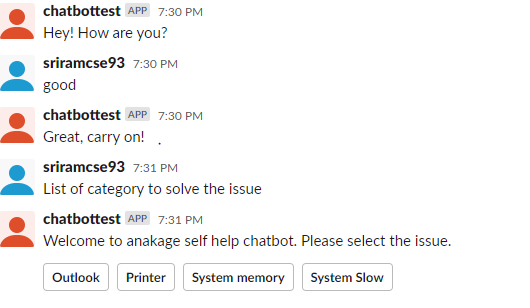 chatbottest APP 7:30 PM
Hey! How are you?
sriramcse93 7:30 PM
good
chatbottest APP 7:30 PM
Great, carry on! .
sriramcse93 7:31 PM
List of category to solve the issue
chatbottest APP 7:31 PM
Welcome to anakage self help chatbot. Please select the issue.
Outlook Printer System memory System Slow